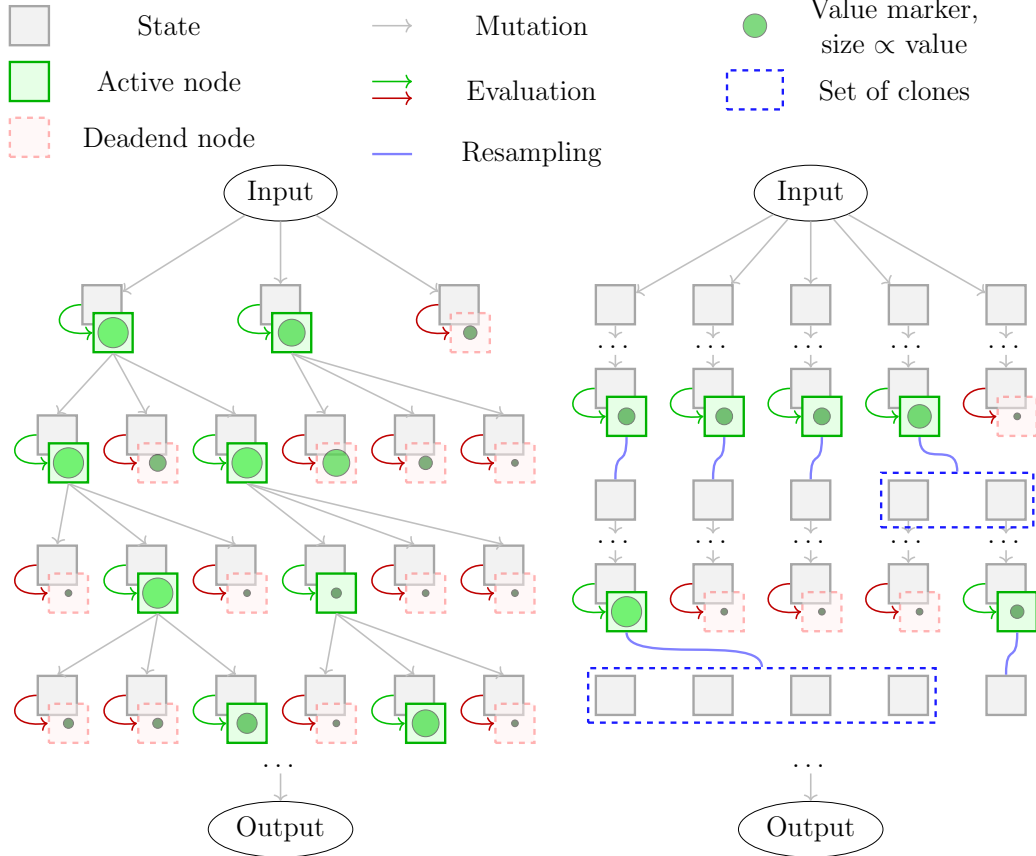 State
Mutation
Value marker,
size ∝ value
Active node
Evaluation
Set of clones
Deadend node
Resampling
Input
Input
...
...
...
...
...
...
...
...
...
...
...
...
Output
Output